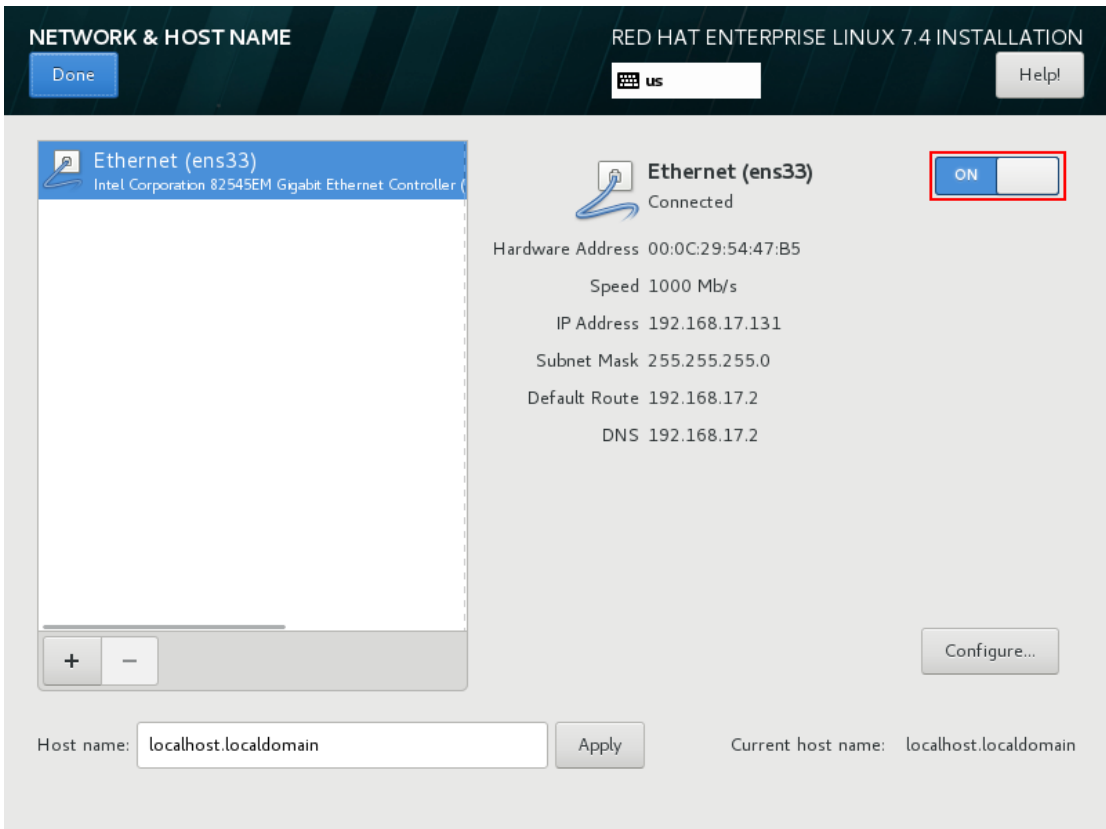 NETWORK & HOST NAME
RED HAT ENTERPRISE LINUX 7.4 INSTALLATION
Done
us
Help!
Ethernet (ens33)
Intel Corporation 82545EM Gigabit Ethernet Controller (
Ethernet (ens33)
Connected
ON
Hardware Address 00:0C:29:54:47:B5
Speed 1000 Mb/s
IP Address 192.168.17.131
Subnet Mask 255.255.255.0
Default Route 192.168.17.2
DNS 192.168.17.2
+ −
Configure...
Host name: localhost.localdomain Apply Current host name: localhost.localdomain